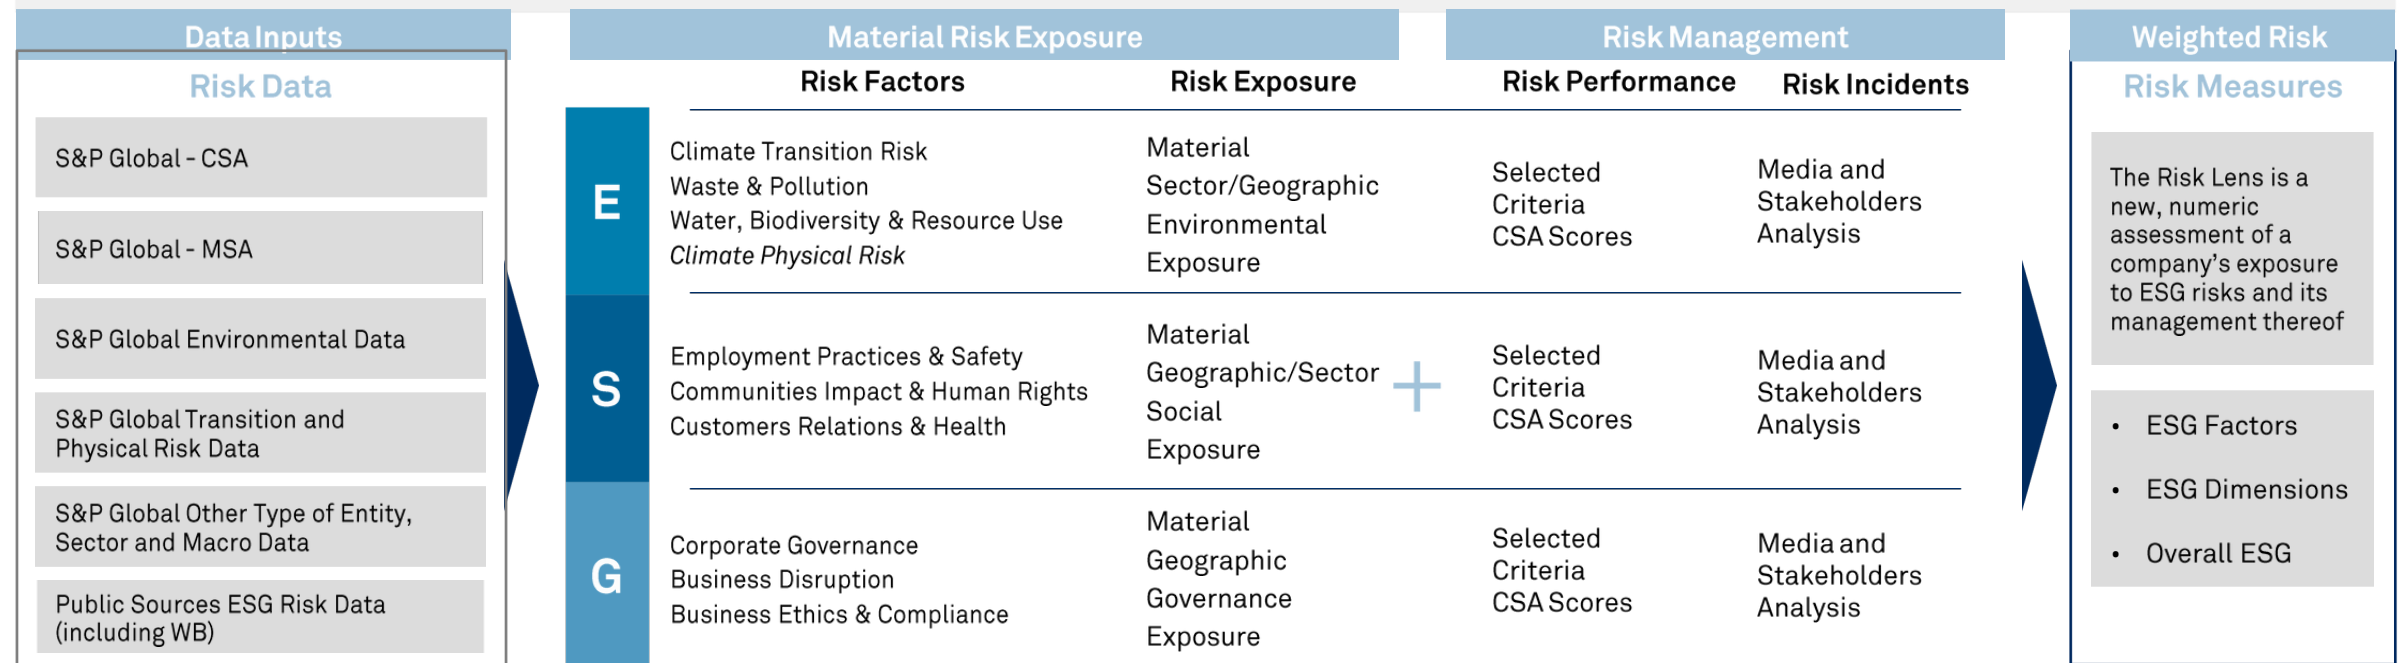 Data Inputs
Risk Data
S&P Global - CSA
S&P Global - MSA
S&P Global Environmental Data
S&P Global Transition and
Physical Risk Data
S&P Global Other Type of Entity,
Sector and Macro Data
Public Sources ESG Risk Data
(including WB)
Material Risk Exposure
Risk Factors
Risk Exposure
Risk Management
Risk Performance
Risk Incidents
E
Climate Transition Risk
Waste & Pollution
Water, Biodiversity & Resource Use
Climate Physical Risk
Material
Sector/Geographic
Environmental
Exposure
Selected
Criteria
CSA Scores
Media and
Stakeholders
Analysis
S
Employment Practices & Safety
Communities Impact & Human Rights
Customers Relations & Health
Material
Geographic/Sector
Social
Exposure
+
Selected
Criteria
CSA Scores
Media and
Stakeholders
Analysis
G
Corporate Governance
Business Disruption
Business Ethics & Compliance
Material
Geographic
Governance
Exposure
Selected
Criteria
CSA Scores
Media and
Stakeholders
Analysis
Weighted Risk
Risk Measures
The Risk Lens is a
new, numeric
assessment of a
company's exposure
to ESG risks and its
management thereof
• ESG Factors
• ESG Dimensions
• Overall ESG